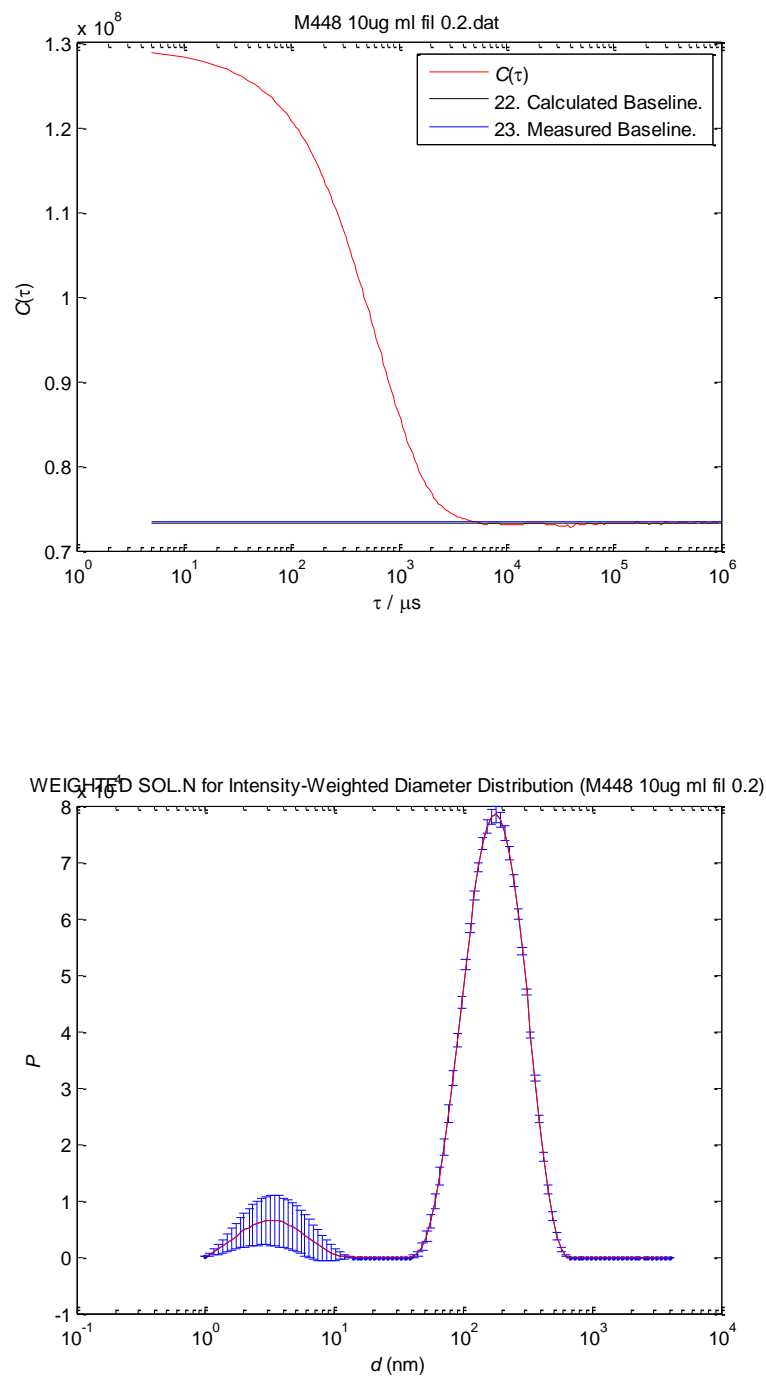 M448 10ug ml fil 0.2.dat
x 10^8
1.3
1.2
1.1
1
0.9
0.8
0.7
C(τ)
C(τ)
22. Calculated Baseline.
23. Measured Baseline.
10^0 10^1 10^2 10^3 10^4 10^5 10^6
τ / μs
WEIGHTED SOL.N for Intensity-Weighted Diameter Distribution (M448 10ug ml fil 0.2)
8
7
6
5
4
3
2
1
0
-1
P
10^-1 10^0 10^1 10^2 10^3 10^4
d (nm)